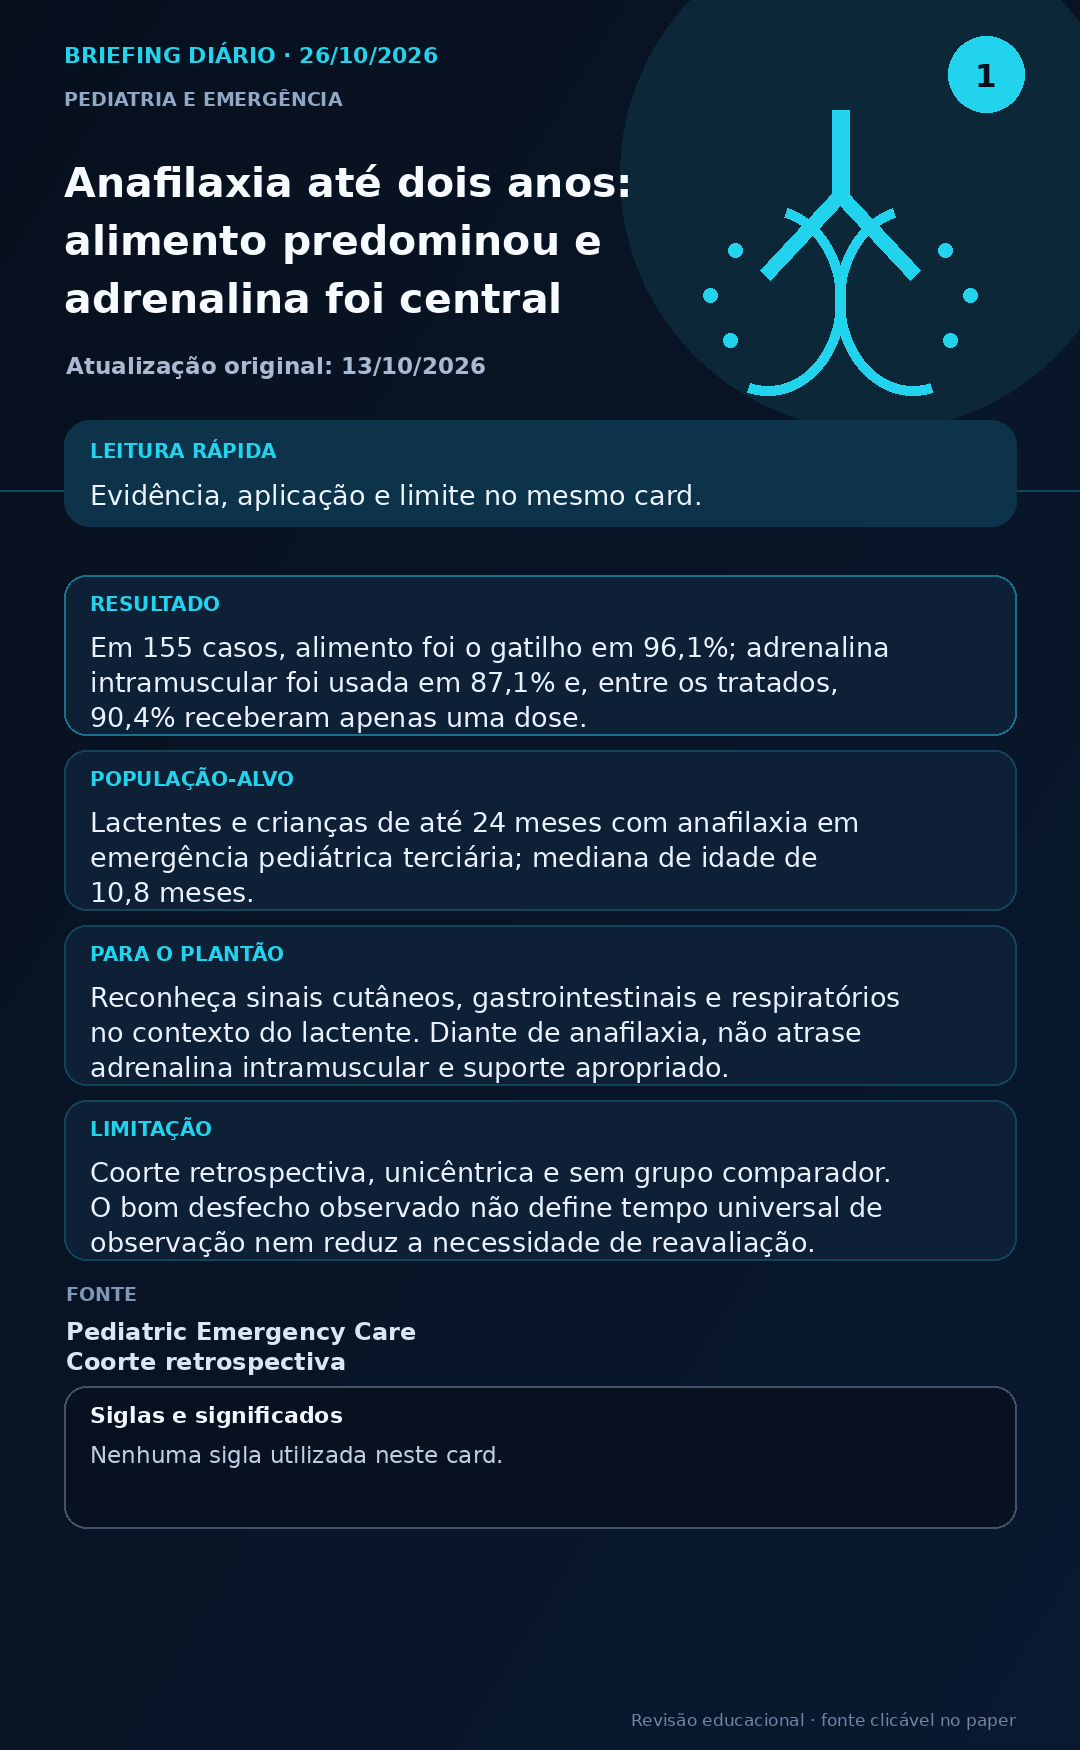 BRIEFING DIÁRIO · 26/10/2026
1
PEDIATRIA E EMERGÊNCIA
Anafilaxia até dois anos:
alimento predominou e
adrenalina foi central
Atualização original: 13/10/2026
LEITURA RÁPIDA
Evidência, aplicação e limite no mesmo card.
RESULTADO
Em 155 casos, alimento foi o gatilho em 96,1%; adrenalina
intramuscular foi usada em 87,1% e, entre os tratados,
90,4% receberam apenas uma dose.
POPULAÇÃO-ALVO
Lactentes e crianças de até 24 meses com anafilaxia em
emergência pediátrica terciária; mediana de idade de
10,8 meses.
PARA O PLANTÃO
Reconheça sinais cutâneos, gastrointestinais e respiratórios
no contexto do lactente. Diante de anafilaxia, não atrase
adrenalina intramuscular e suporte apropriado.
LIMITAÇÃO
Coorte retrospectiva, unicêntrica e sem grupo comparador.
O bom desfecho observado não define tempo universal de
observação nem reduz a necessidade de reavaliação.
FONTE
Pediatric Emergency Care
Coorte retrospectiva
Siglas e significados
Nenhuma sigla utilizada neste card.
Revisão educacional · fonte clicável no paper